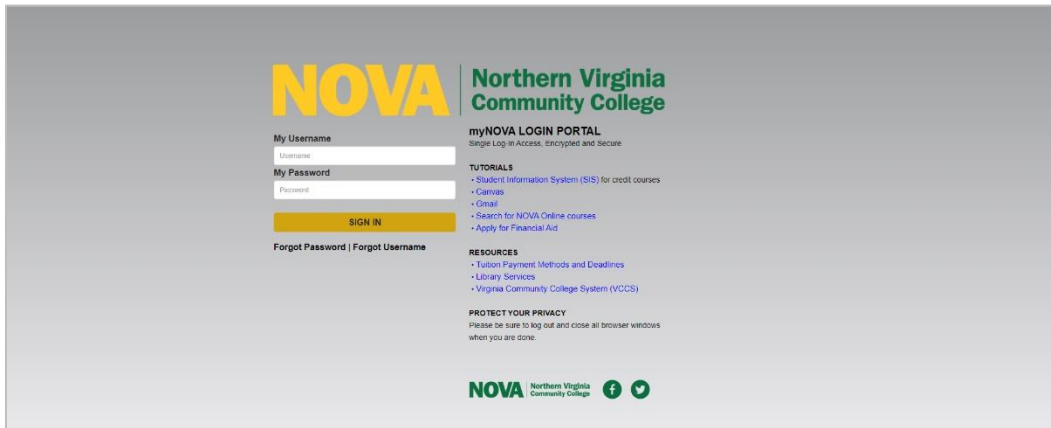 NOVA
Northern Virginia
Community College
My Username
Username
My Password
Password
SIGN IN
Forgot Password | Forgot Username
myNOVA LOGIN PORTAL
Single Log-In Access, Encrypted and Secure
TUTORIALS
• Student Information System (SIS) for credit courses
• Canvas
• Gmail
• Search for NOVA Online courses
• Apply for Financial Aid
RESOURCES
• Tuition Payment Methods and Deadlines
• Library Services
• Virginia Community College System (VCCS)
PROTECT YOUR PRIVACY
Please be sure to log out and close all browser windows
when you are done.
NOVA
Northern Virginia
Community College